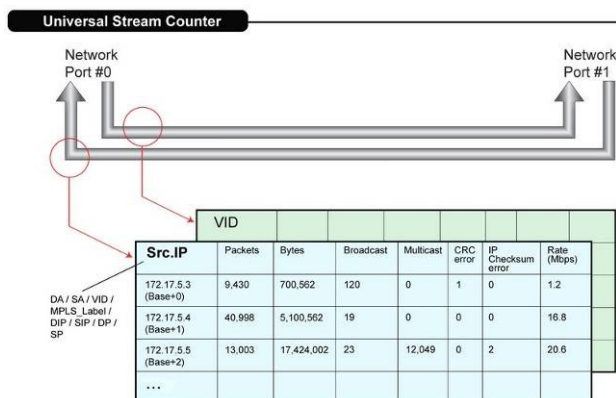 Universal Stream Counter
Network
Port #0
Network
Port #1
VID
Src.IP Packets Bytes Broadcast Multicast CRC error IP Checksum error Rate (Mbps)
172.17.5.3 (Base+0) 9,430 700,562 120 0 1 0 1.2
172.17.5.4 (Base+1) 40,998 5,100,562 19 0 0 0 16.8
172.17.5.5 (Base+2) 13,003 17,424,002 23 12,049 0 2 20.6
...
DA / SA / VID /
MPLS_Label /
DIP / SIP / DP /
SP